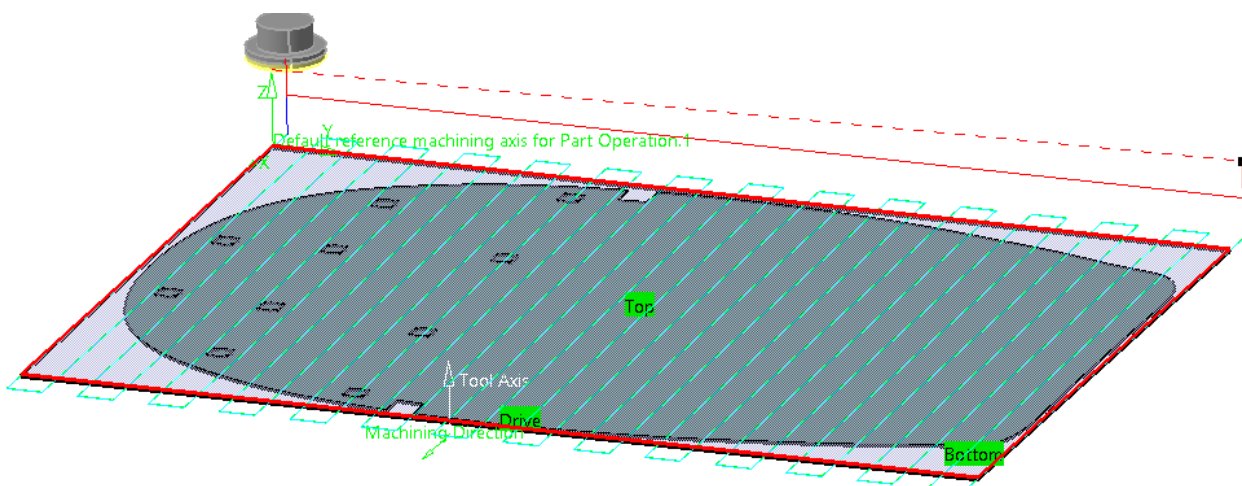 Z
Y
Default reference machining axis for Part Operation.1
X
Top
Tool Axis
Drive
Machining Direction
Bottom